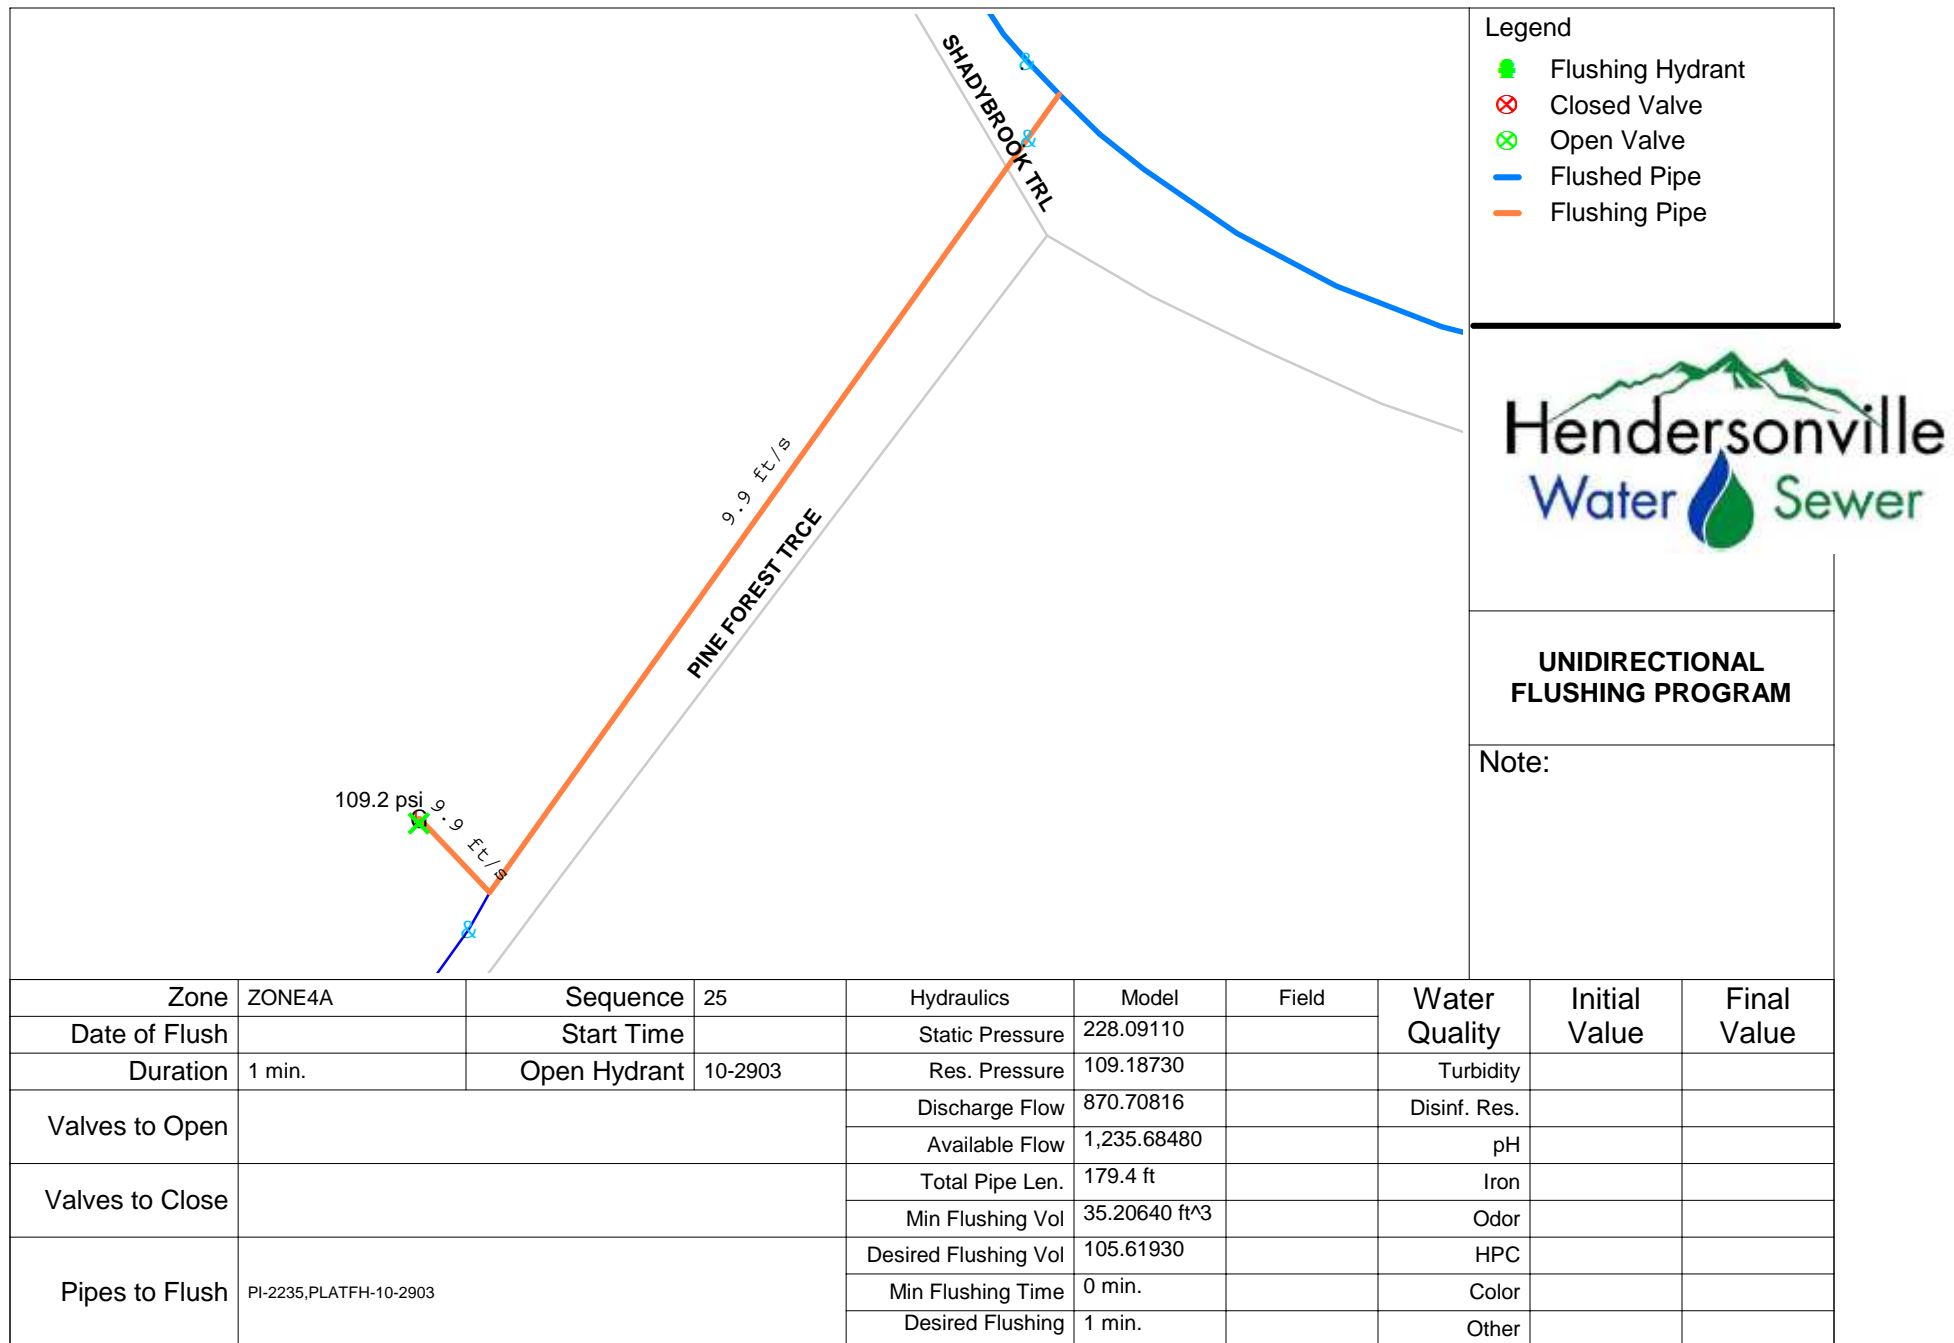 SHADYBROOK TRL
9.9 ft/s
PINE FOREST TRCE
109.2 psi
9.9 ft/s
Legend
Flushing Hydrant
Closed Valve
Open Valve
Flushed Pipe
Flushing Pipe
Hendersonville
Water Sewer
UNIDIRECTIONAL
FLUSHING PROGRAM
Note:
Zone ZONE4A Sequence 25 Hydraulics Model Field Water Quality Initial Value Final Value
Date of Flush Start Time Static Pressure 228.09110
Duration 1 min. Open Hydrant 10-2903 Res. Pressure 109.18730 Turbidity
Valves to Open Discharge Flow 870.70816 Disinf. Res.
Available Flow 1,235.68480 pH
Valves to Close Total Pipe Len. 179.4 ft Iron
Min Flushing Vol 35.20640 ft^3 Odor
Pipes to Flush PI-2235,PLATFH-10-2903 Desired Flushing Vol 105.61930 HPC
Min Flushing Time 0 min. Color
Desired Flushing 1 min. Other